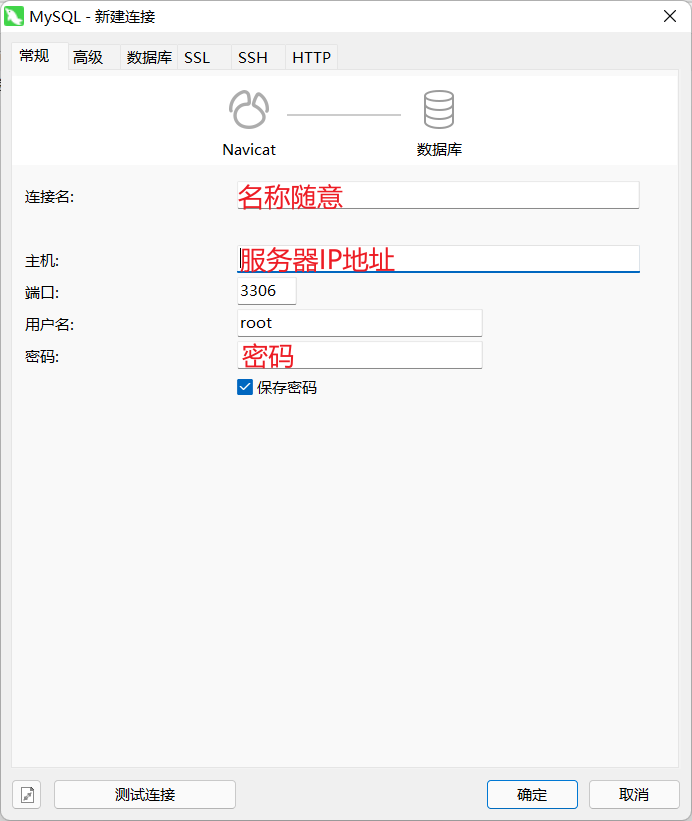 MySQL - 新建连接
常规 高级 数据库 SSL SSH HTTP
Navicat 数据库
连接名: 名称随意
主机: 服务器IP地址
端口: 3306
用户名: root
密码: 密码
保存密码
测试连接 确定 取消